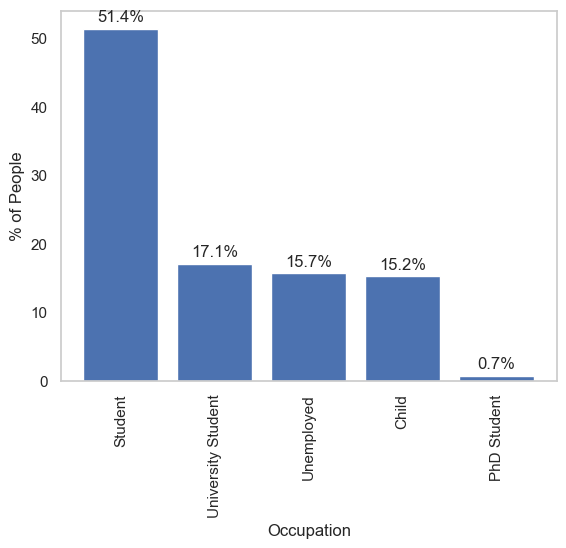 51.4%
50
40
% of People
30
20
17.1%
15.7%
15.2%
10
0.7%
0
Student
University Student
Unemployed
Child
PhD Student
Occupation